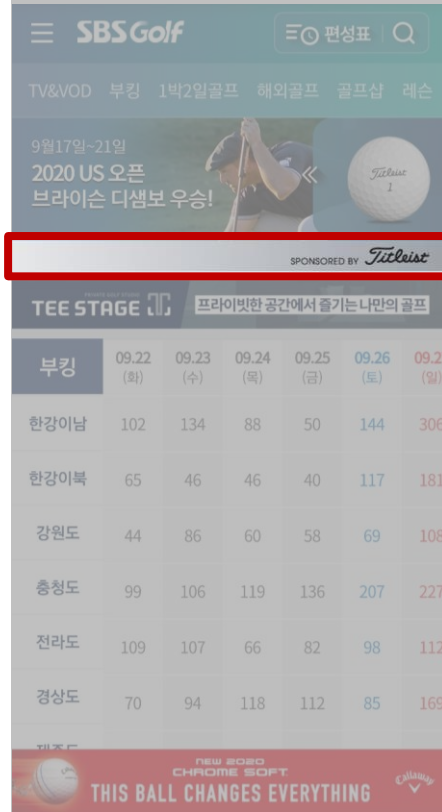 SBS Golf 편성표
TV&VOD 부킹 1박2일골프 해외골프 골프샵 레슨
9월17일~21일
2020 US 오픈
브라이슨 디샘보 우승!
Titleist
1
SPONSORED BY Titleist
TEE STAGE 프라이빗한 공간에서 즐기는 나만의 골프
부킹 09.22 09.23 09.24 09.25 09.26 09.2
(화) (수) (목) (금) (토) (일)
한강이남 102 134 88 50 144 306
한강이북 65 46 46 40 117 181
강원도 44 86 60 58 69 108
충청도 99 106 119 136 207 227
전라도 109 107 66 82 98 112
경상도 70 94 118 112 85 169
NEW 2020
CHROME SOFT
THIS BALL CHANGES EVERYTHING Callaway